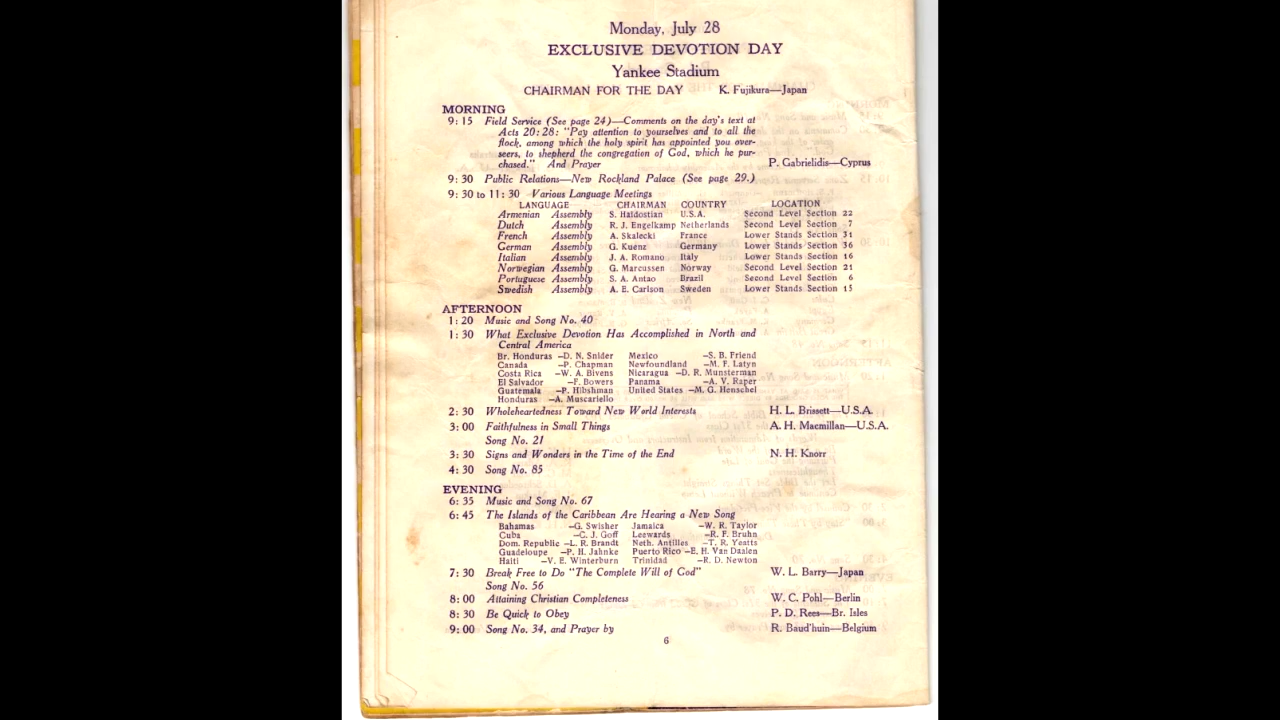 Monday, July 28
EXCLUSIVE DEVOTION DAY
Yankee Stadium
CHAIRMAN FOR THE DAY K. Fujikura—Japan
MORNING
9:15 Field Service (See page 24)—Comments on the day's text at
Acts 20:28: "Pay attention to yourselves and to all the
flock, among which the holy spirit has appointed you over-
seers, to shepherd the congregation of God, which he pur-
chased." And Prayer P. Gabrielidis—Cyprus
9:30 Public Relations—New Rockland Palace (See page 29.)
9:30 to 11:30 Various Language Meetings
LANGUAGE CHAIRMAN COUNTRY LOCATION
Armenian Assembly S. Haidostian U.S.A. Second Level Section 22
Dutch Assembly R. J. Engelkamp Netherlands Second Level Section 7
French Assembly A. Skalecki France Lower Stands Section 31
German Assembly G. Kuenz Germany Lower Stands Section 36
Italian Assembly J. A. Romano Italy Lower Stands Section 16
Norwegian Assembly G. Marcussen Norway Second Level Section 21
Portuguese Assembly S. A. Antao Brazil Second Level Section 6
Swedish Assembly A. E. Carlson Sweden Lower Stands Section 15
AFTERNOON
1:20 Music and Song No. 40
1:30 What Exclusive Devotion Has Accomplished in North and
Central America
Br. Honduras —D. N. Snider Mexico —S. B. Friend
Canada —P. Chapman Newfoundland —M. F. Latyn
Costa Rica —W. A. Bivens Nicaragua —D. R. Munsterman
El Salvador —F. Bowers Panama —A. V. Raper
Guatemala —P. Hibshman United States —M. G. Henschel
Honduras —A. Muscariello
2:30 Wholeheartedness Toward New World Interests H. L. Brissett—U.S.A.
3:00 Faithfulness in Small Things A. H. Macmillan—U.S.A.
Song No. 21
3:30 Signs and Wonders in the Time of the End N. H. Knorr
4:30 Song No. 85
EVENING
6:35 Music and Song No. 67
6:45 The Islands of the Caribbean Are Hearing a New Song
Bahamas —G. Swisher Jamaica —W. R. Taylor
Cuba —C. J. Goff Leewards —R. F. Bruhn
Dom. Republic —L. R. Brandt Neth. Antilles —T. R. Yeatts
Guadeloupe —P. H. Jahnke Puerto Rico —E. H. Van Daalen
Haiti —V. E. Winterburn Trinidad —R. D. Newton
7:30 Break Free to Do "The Complete Will of God" W. L. Barry—Japan
Song No. 56
8:00 Attaining Christian Completeness W. C. Pohl—Berlin
8:30 Be Quick to Obey P. D. Rees—Br. Isles
9:00 Song No. 34, and Prayer by R. Baud'huin—Belgium
6